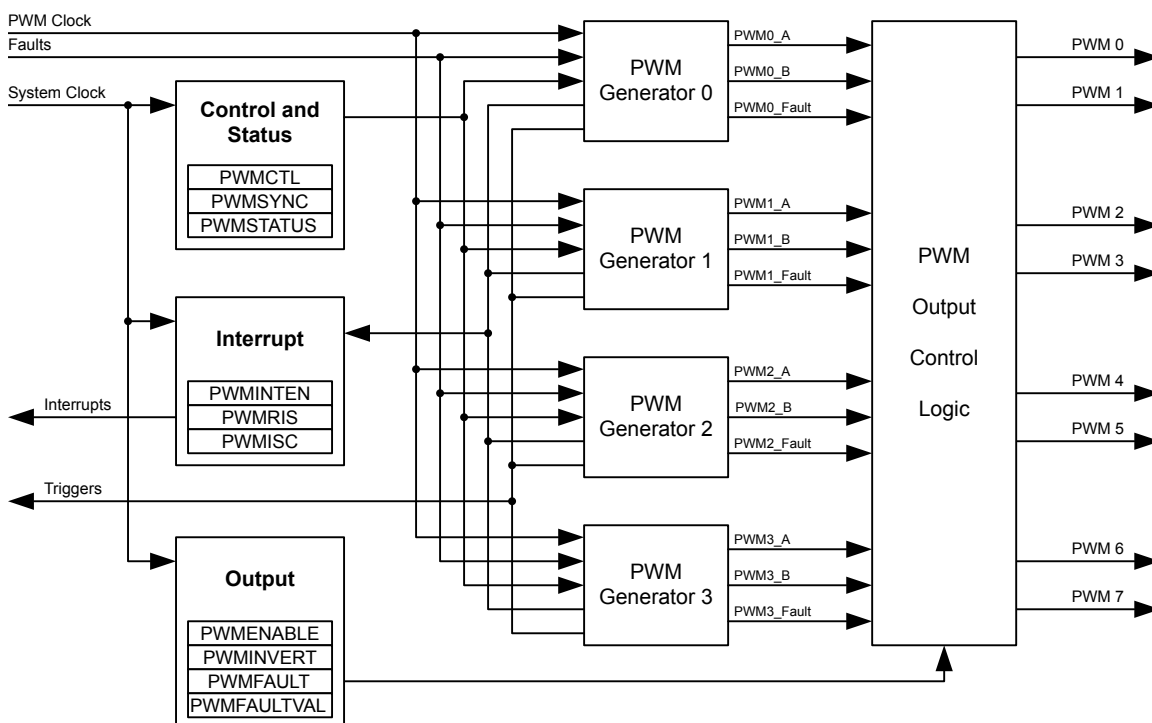 PWM Clock
Faults
System Clock
Control and
Status
PWMCTL
PWMSYNC
PWMSTATUS
Interrupt
PWMINTEN
PWMRIS
PWMISC
Interrupts
Triggers
Output
PWMENABLE
PWMINVERT
PWMFAULT
PWMFAULTVAL
PWM
Generator 0
PWM0_A
PWM0_B
PWM0_Fault
PWM
Generator 1
PWM1_A
PWM1_B
PWM1_Fault
PWM
Generator 2
PWM2_A
PWM2_B
PWM2_Fault
PWM
Generator 3
PWM3_A
PWM3_B
PWM3_Fault
PWM
Output
Control
Logic
PWM 0
PWM 1
PWM 2
PWM 3
PWM 4
PWM 5
PWM 6
PWM 7